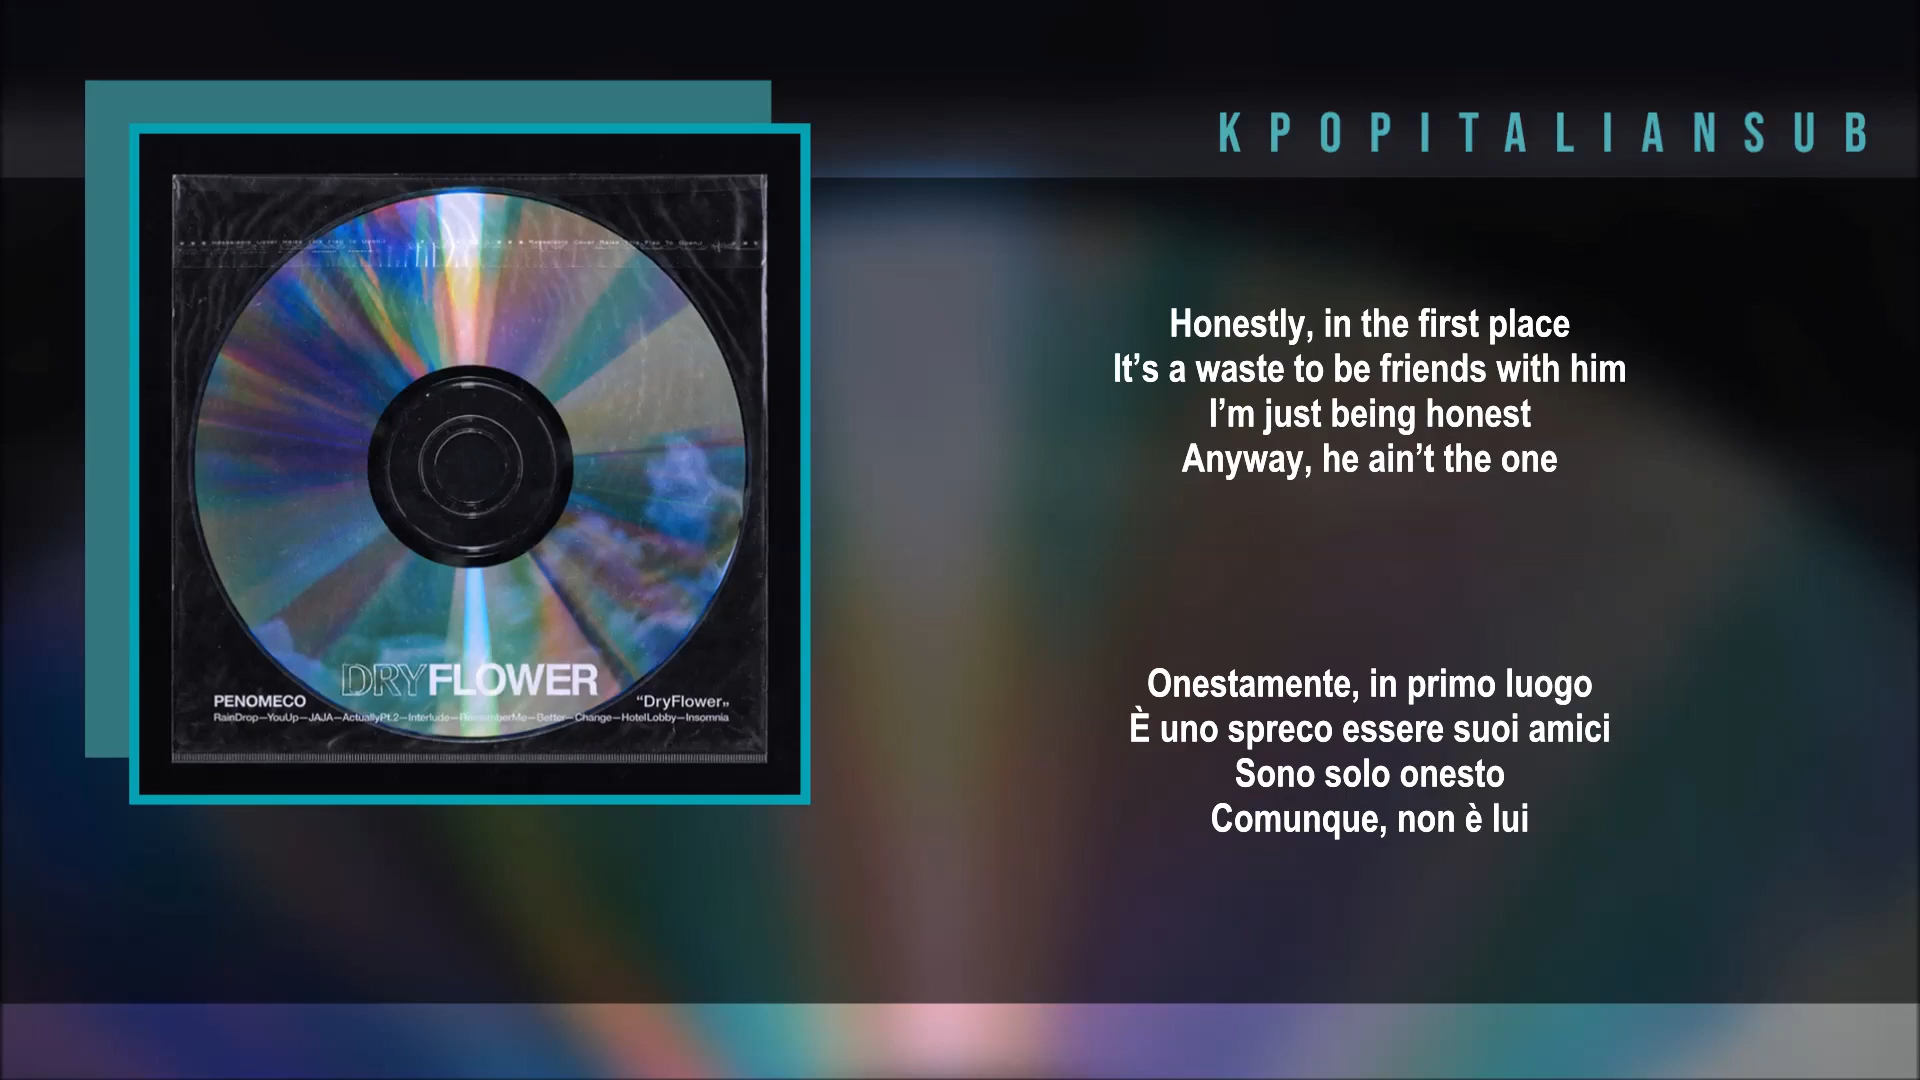 KPOPITALIANSUB
Honestly, in the first place
It’s a waste to be friends with him
I’m just being honest
Anyway, he ain’t the one
DRYFLOWER
PENOMECO
“DryFlower„
RainDrop—YouUp—JAJA—ActuallyPt.2—Interlude—RememberMe—Better—Change—HotelLobby—Insomnia
Onestamente, in primo luogo
È uno spreco essere suoi amici
Sono solo onesto
Comunque, non è lui